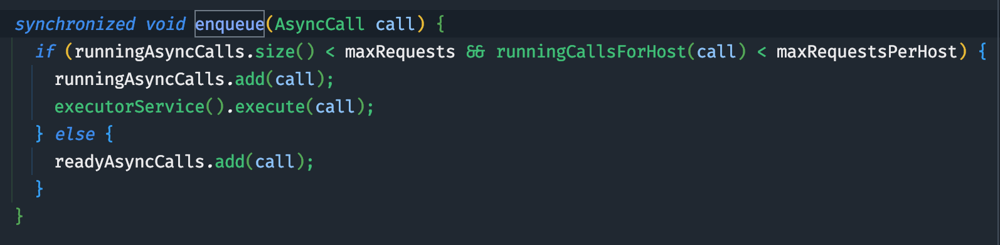 synchronized void enqueue(AsyncCall call) {
if (runningAsyncCalls.size() < maxRequests && runningCallsForHost(call) < maxRequestsPerHost) {
runningAsyncCalls.add(call);
executorService().execute(call);
} else {
readyAsyncCalls.add(call);
}
}